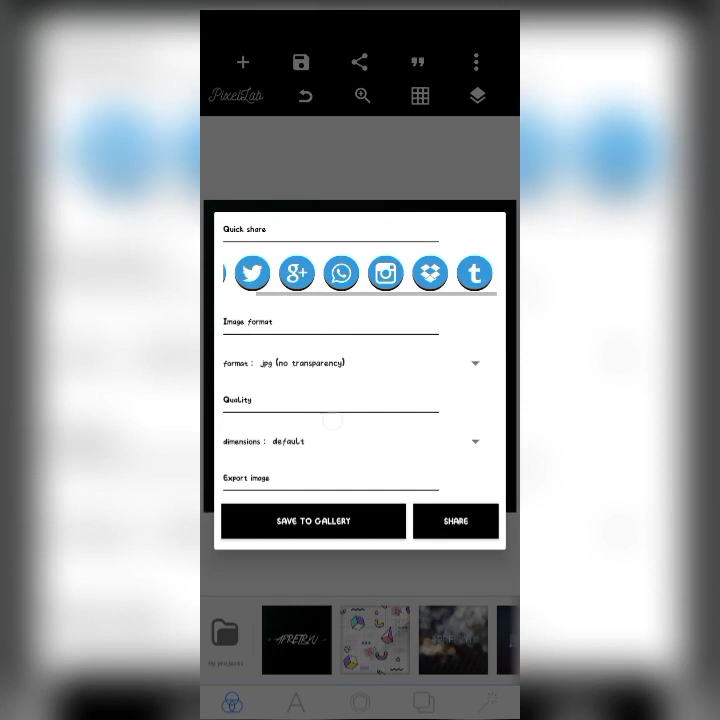 PixelLab
Quick share
Image format
format : jpg (no transparency)
Quality
dimensions : default
Export image
SAVE TO GALLERY
SHARE
My projects